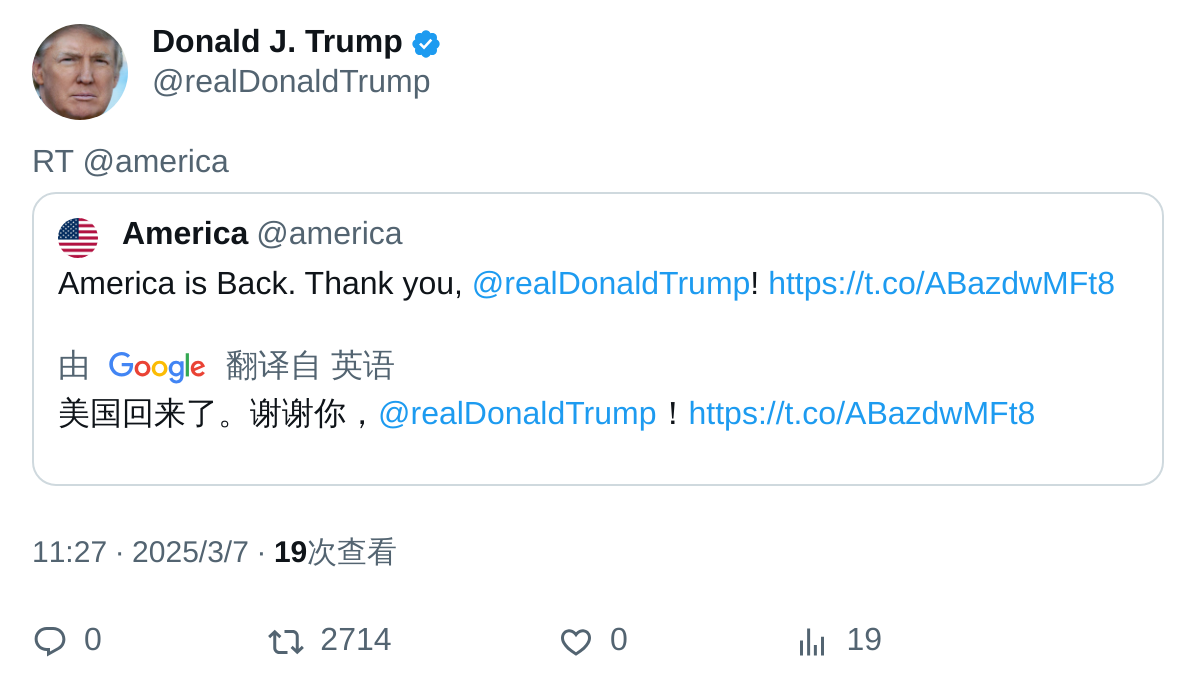 Donald J. Trump
@realDonaldTrump
RT @america
America @america
America is Back. Thank you, @realDonaldTrump! https://t.co/ABazdwMFt8
由 Google 翻译自 英语
美国回来了。谢谢你，@realDonaldTrump！https://t.co/ABazdwMFt8
11:27 · 2025/3/7 · 19次查看
0 2714 0 19